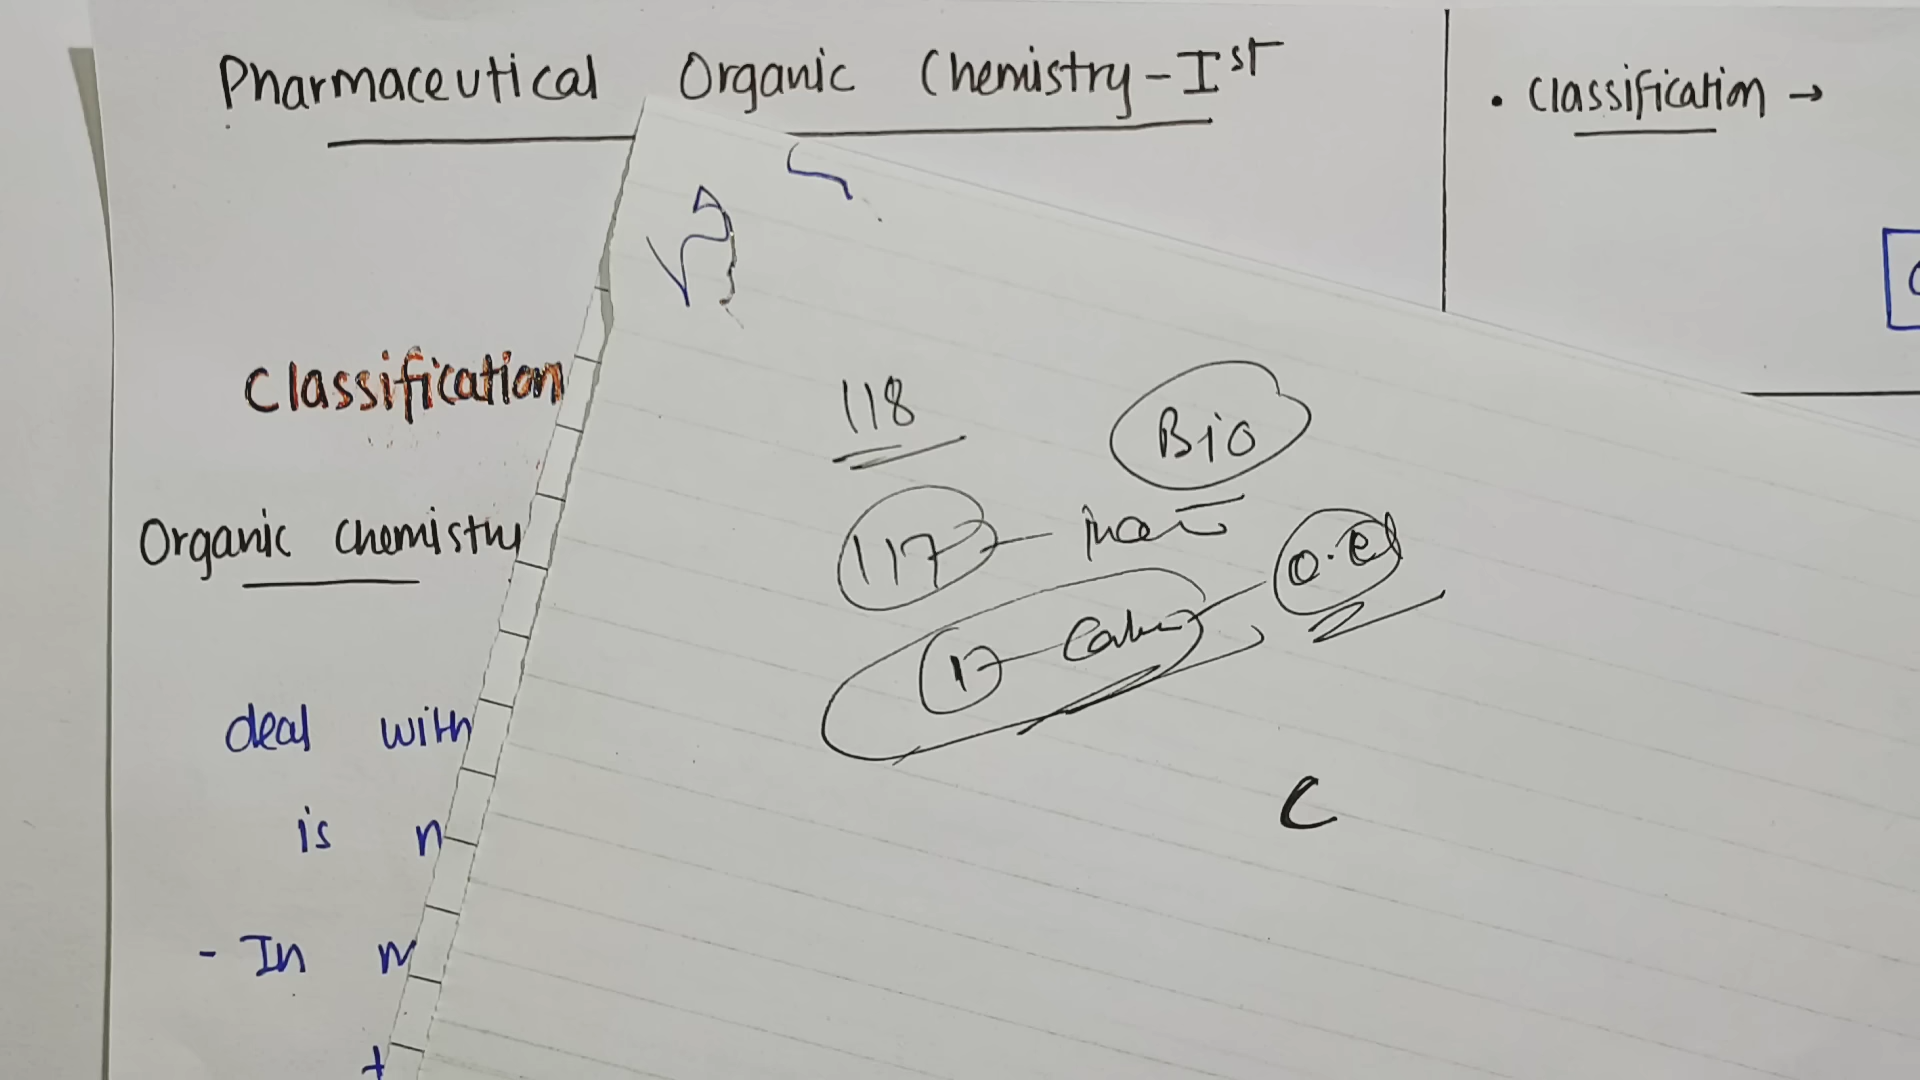 Pharmaceutical Organic Chemistry-Ist
• Classification →
Classification
Organic Chemistry
deal with
is n
- In m
118
Bio
117
C